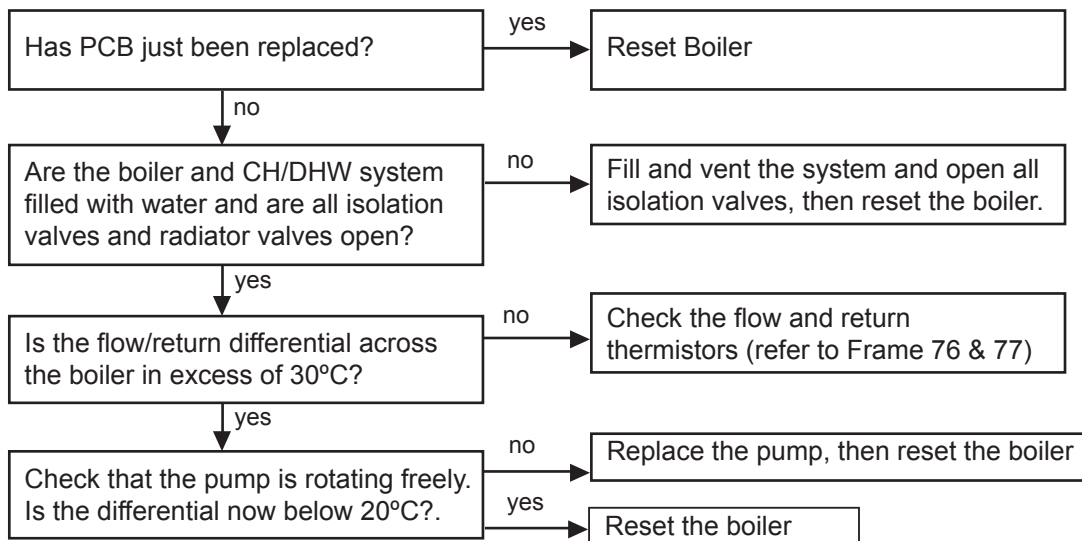 Has PCB just been replaced?
yes
Reset Boiler
no
Are the boiler and CH/DHW system
filled with water and are all isolation
valves and radiator valves open?
no
Fill and vent the system and open all
isolation valves, then reset the boiler.
yes
Is the flow/return differential across
the boiler in excess of 30ºC?
no
Check the flow and return
thermistors (refer to Frame 76 & 77)
yes
Check that the pump is rotating freely.
Is the differential now below 20ºC?.
no
Replace the pump, then reset the boiler
yes
Reset the boiler